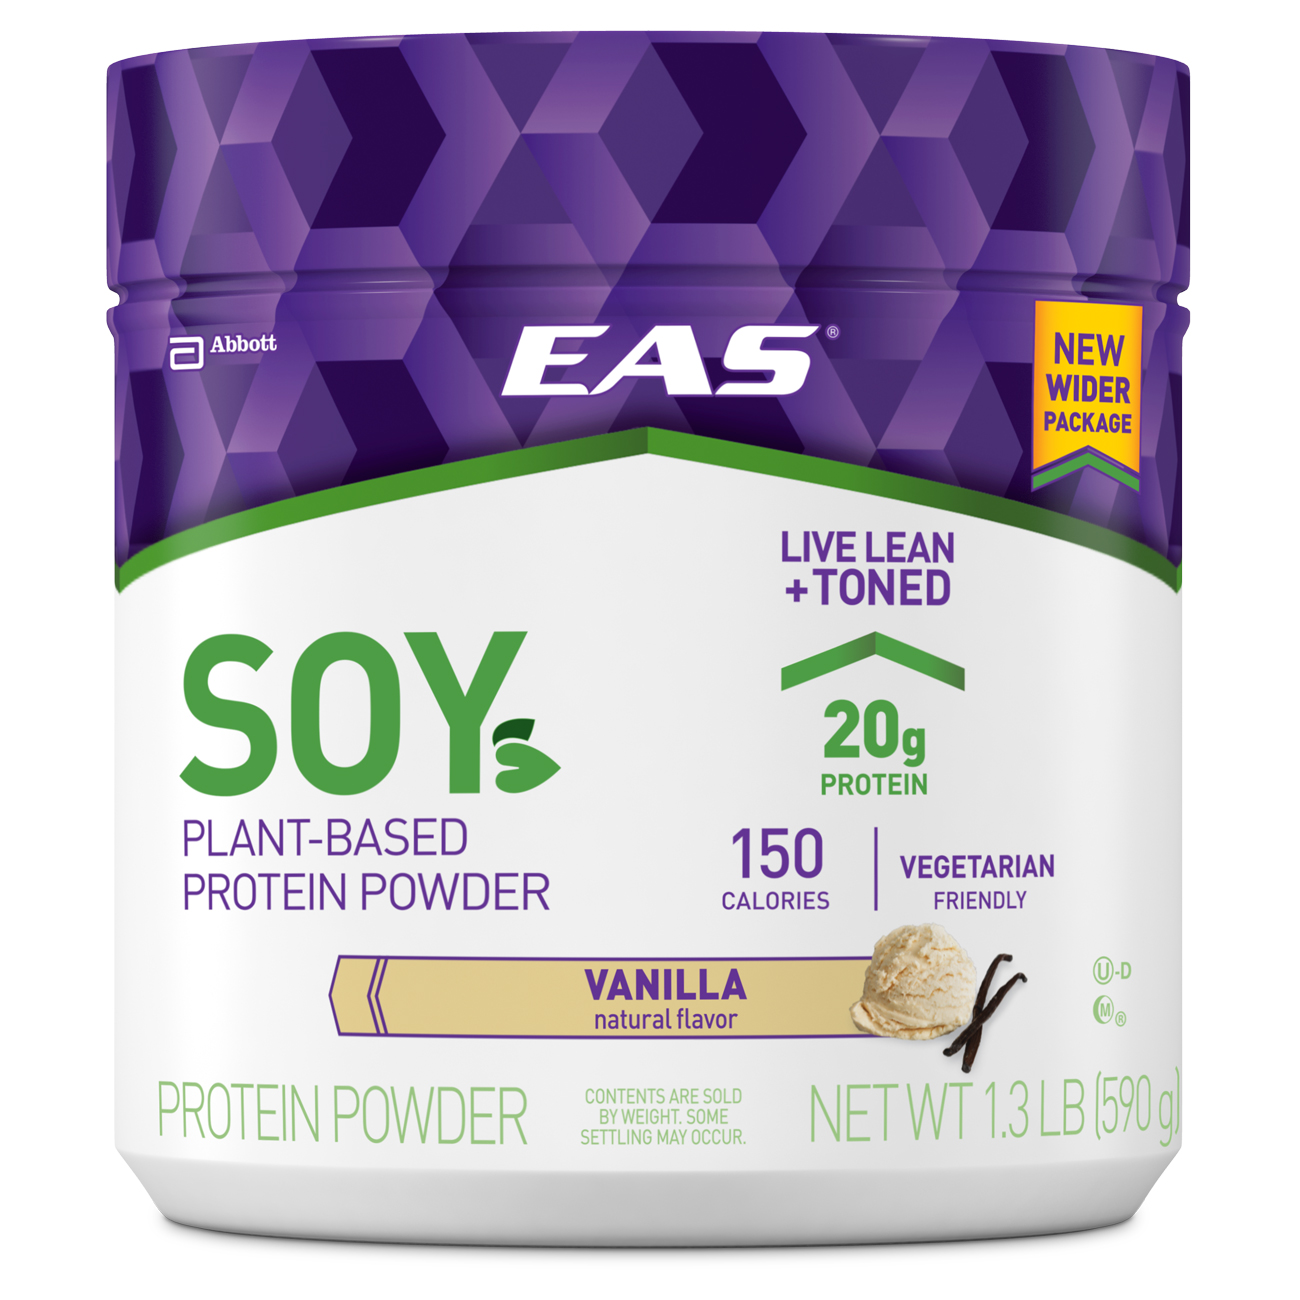 Abbott
EAS®
NEW
WIDER
PACKAGE
LIVE LEAN
+TONED
SOY
PLANT-BASED
PROTEIN POWDER
20g
PROTEIN
150
CALORIES
VEGETARIAN
FRIENDLY
VANILLA
natural flavor
U-D
M®
PROTEIN POWDER
CONTENTS ARE SOLD
BY WEIGHT. SOME
SETTLING MAY OCCUR.
NET WT 1.3 LB (590 g)